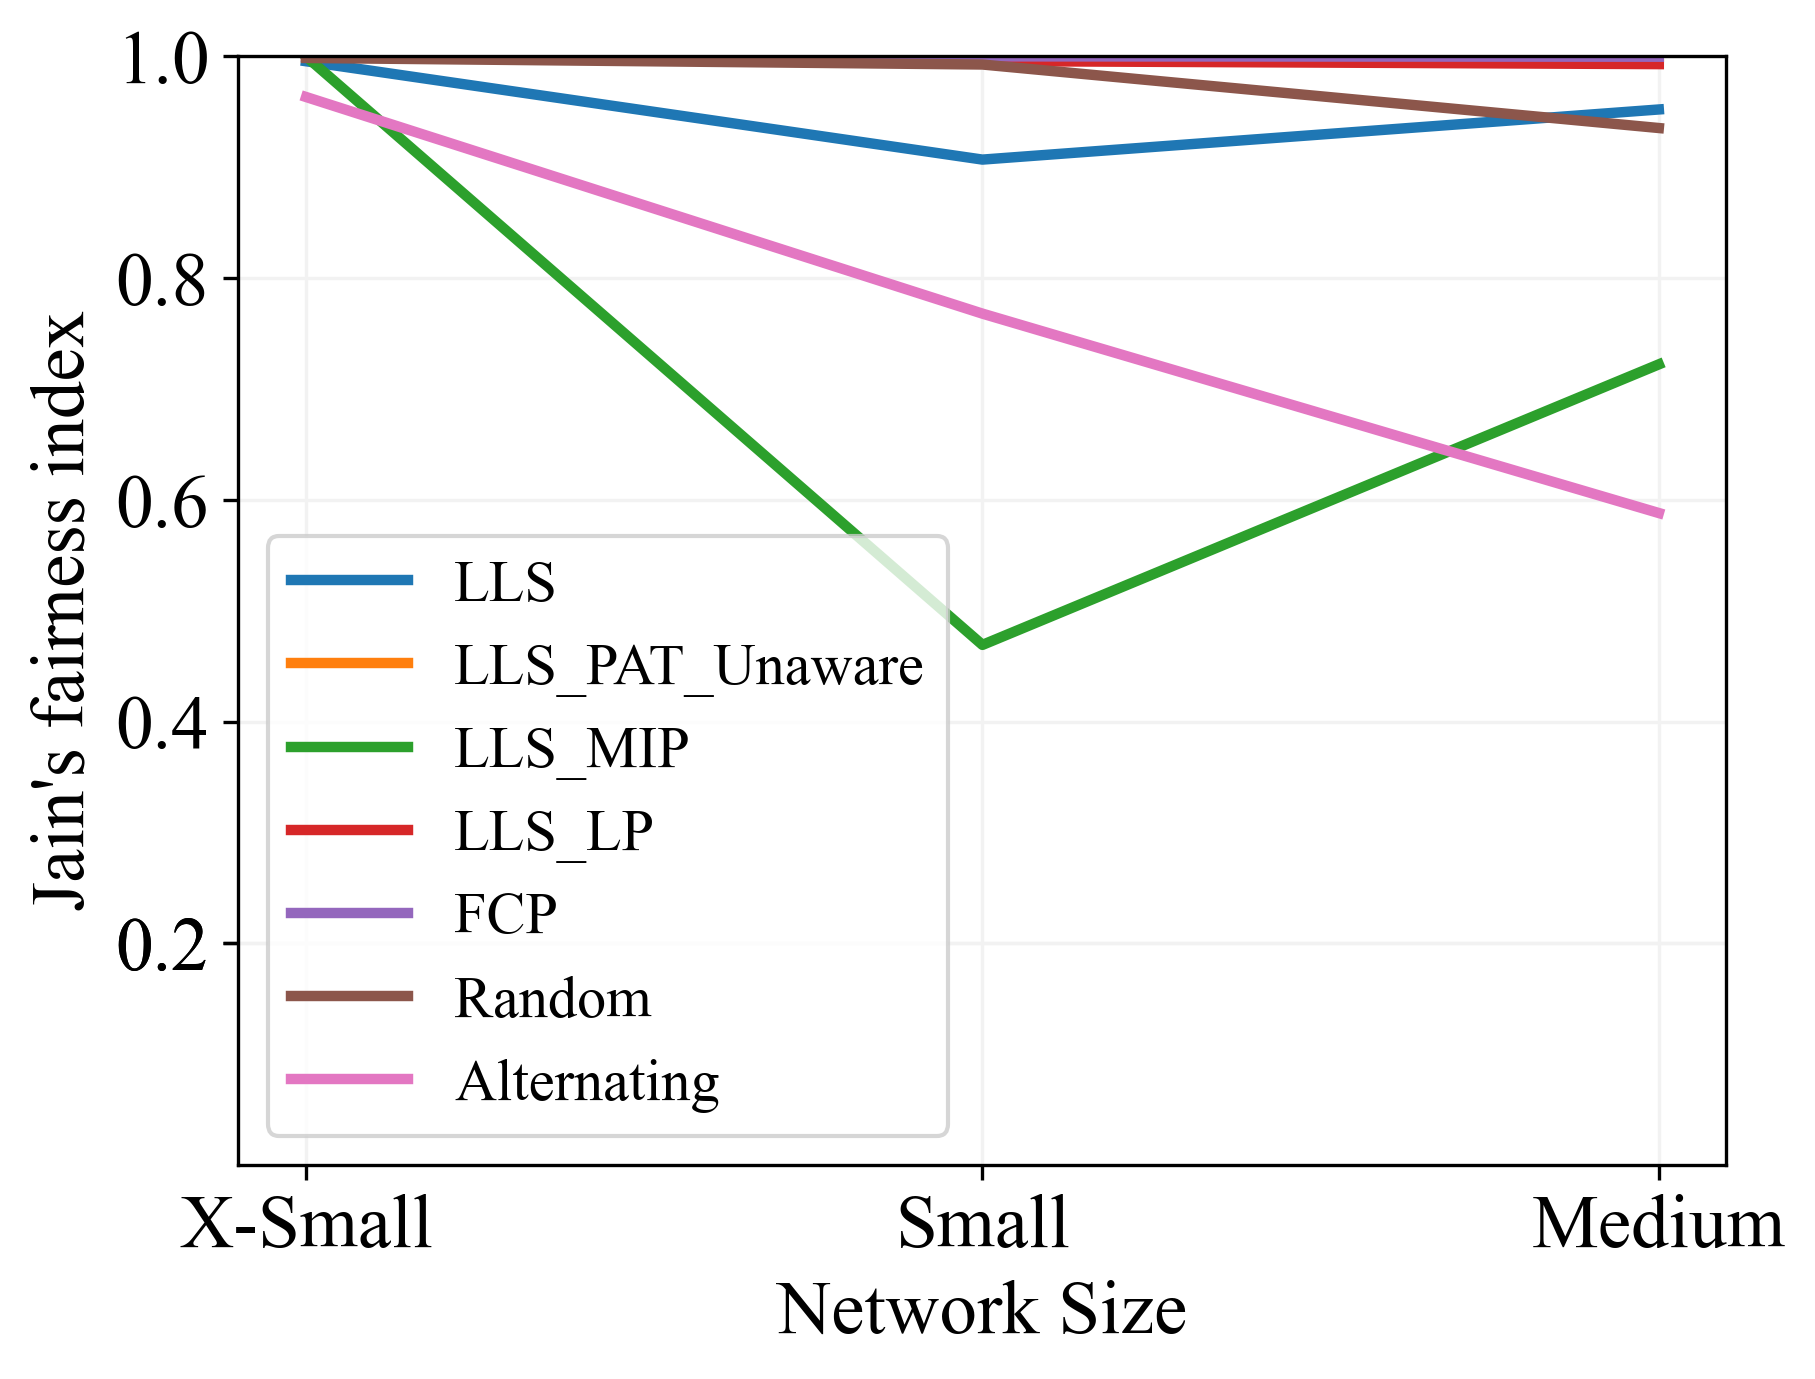 Jain's fairness index
1.0
0.8
0.6
0.4
0.2
LLS
LLS_PAT_Unaware
LLS_MIP
LLS_LP
FCP
Random
Alternating
X-Small Small Medium
Network Size